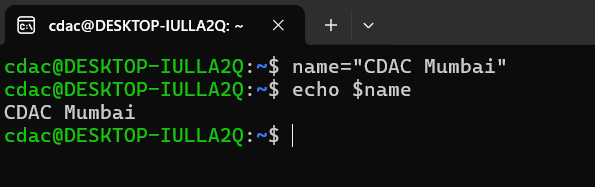 cdac@DESKTOP-IULLA2Q: ~
cdac@DESKTOP-IULLA2Q:~$ name="CDAC Mumbai"
cdac@DESKTOP-IULLA2Q:~$ echo $name
CDAC Mumbai
cdac@DESKTOP-IULLA2Q:~$